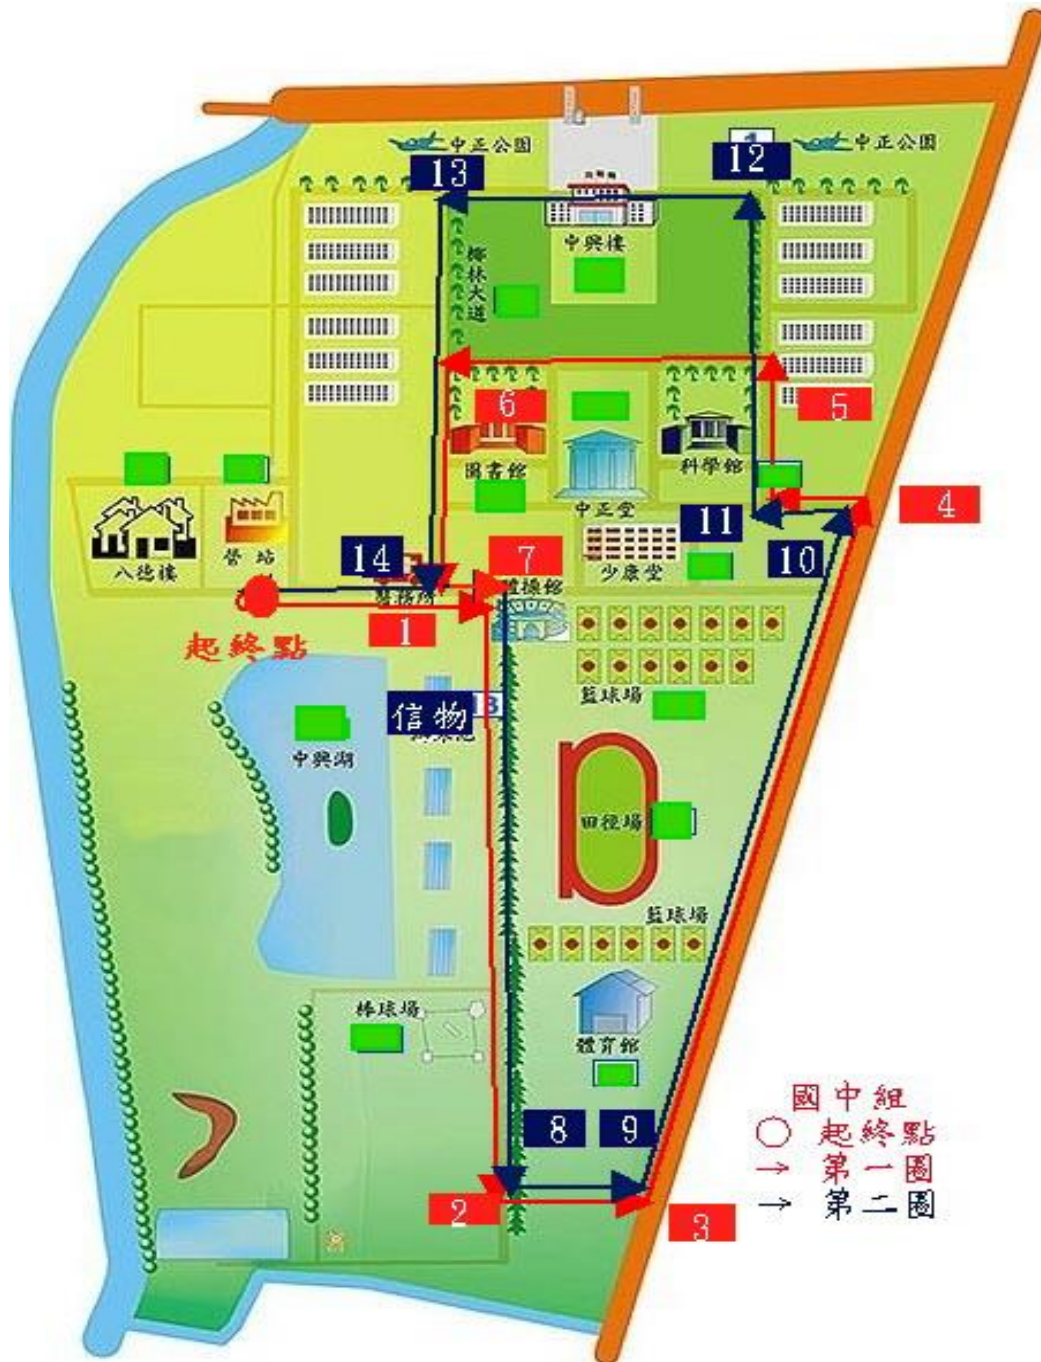 中正公園
中正公園
12
13
中興樓
椰林大道
6
5
圖書館
科學館
中正堂
4
11
10
少康堂
14
7
八德樓
營站
醫務所
體操館
1
起終點
籃球場
信物
中興湖
田徑場
籃球場
棒球場
體育館
8
9
2
3
國中組
起終點
第一圈
第二圈